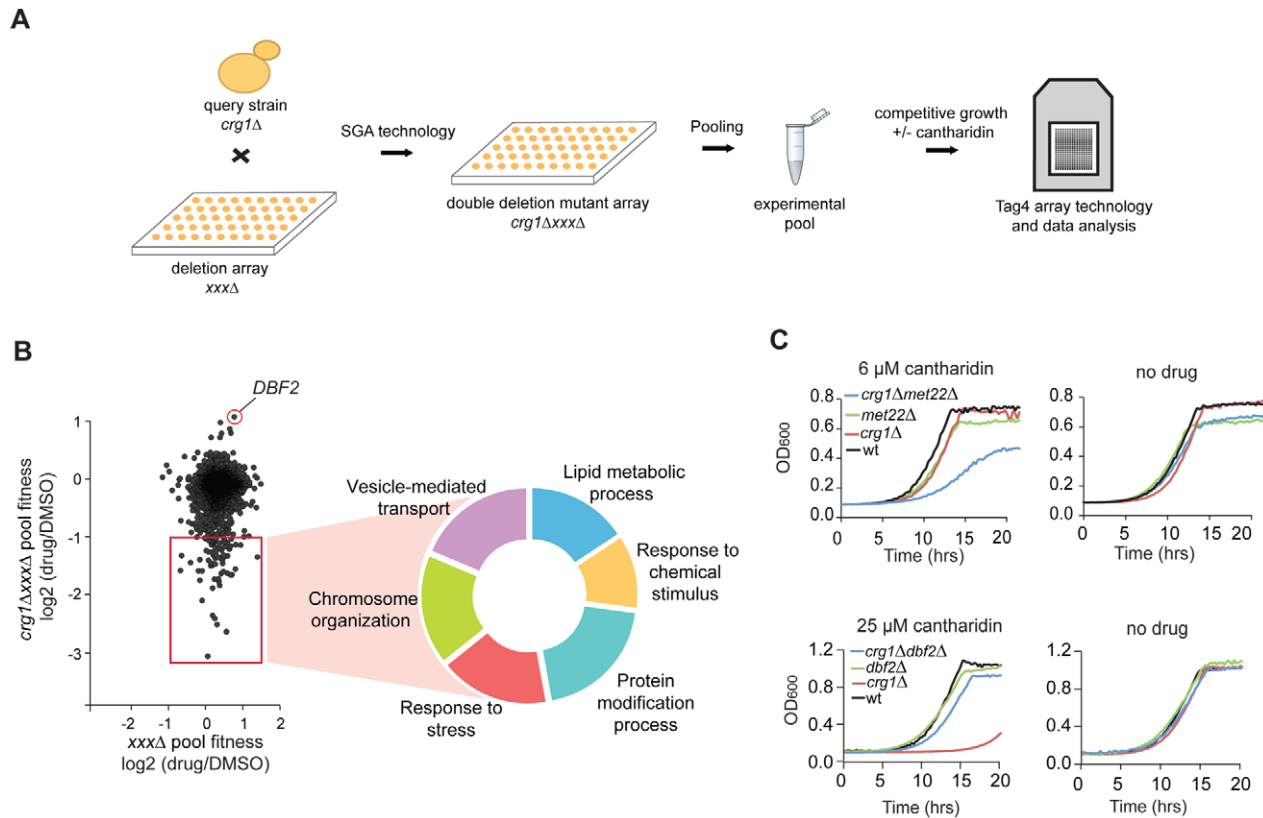 A
query strain
crg1Δ
deletion array
xxxΔ
SGA technology
double deletion mutant array
crg1Δxxx∆
Pooling
experimental
pool
competitive growth
+/- cantharidin
Tag4 array technology
and data analysis
B
DBF2
1
0
-1
-2
-3
crg1Δxxx∆ pool fitness
log2 (drug/DMSO)
-2
-1
0
1
2
xxxΔ pool fitness
log2 (drug/DMSO)
Vesicle-mediated
transport
Lipid metabolic
process
Response to
chemical
stimulus
Protein
modification
process
Response to
stress
Chromosome
organization
C
6 µM cantharidin
crg1Δmet22Δ
met22Δ
crg1Δ
wt
0.8
0.6
0.4
0.2
0.0
OD600
0 5 10 15 20
Time (hrs)
no drug
0.8
0.6
0.4
0.2
0.0
0 5 10 15 20
Time (hrs)
25 µM cantharidin
crg1Δdbf2Δ
dbf2Δ
crg1Δ
wt
1.2
0.8
0.4
0.0
OD600
0 5 10 15 20
Time (hrs)
no drug
1.2
0.8
0.4
0.0
0 5 10 15 20
Time (hrs)